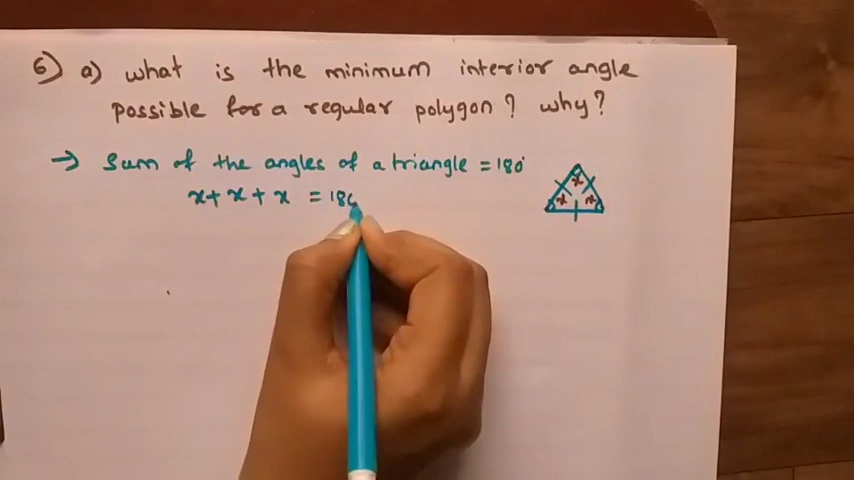 6) a) what is the minimum interior angle
possible for a regular polygon? why?
→ Sum of the angles of a triangle = 180°
x + x + x = 180
x
x x